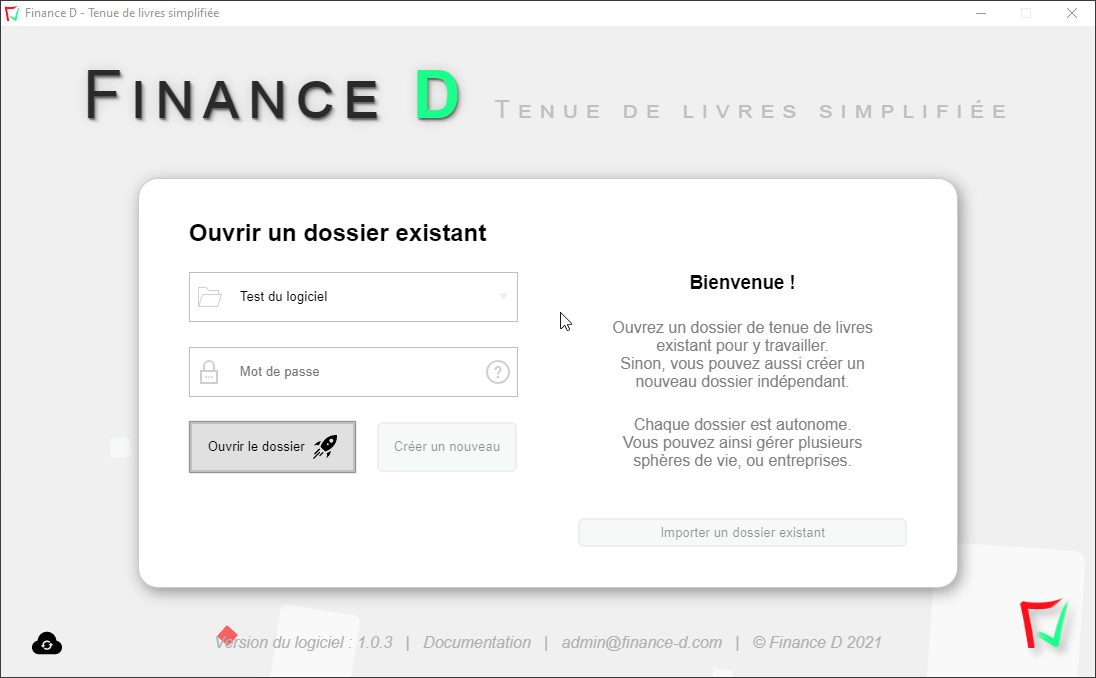 Finance D - Tenue de livres simplifiée
FINANCE D TENUE DE LIVRES SIMPLIFIÉE
Ouvrir un dossier existant
Test du logiciel
Mot de passe
?
Ouvrir le dossier
Créer un nouveau
Bienvenue !
Ouvrez un dossier de tenue de livres
existant pour y travailler.
Sinon, vous pouvez aussi créer un
nouveau dossier indépendant.
Chaque dossier est autonome.
Vous pouvez ainsi gérer plusieurs
sphères de vie, ou entreprises.
Importer un dossier existant
Version du logiciel : 1.0.3 | Documentation | admin@finance-d.com | © Finance D 2021